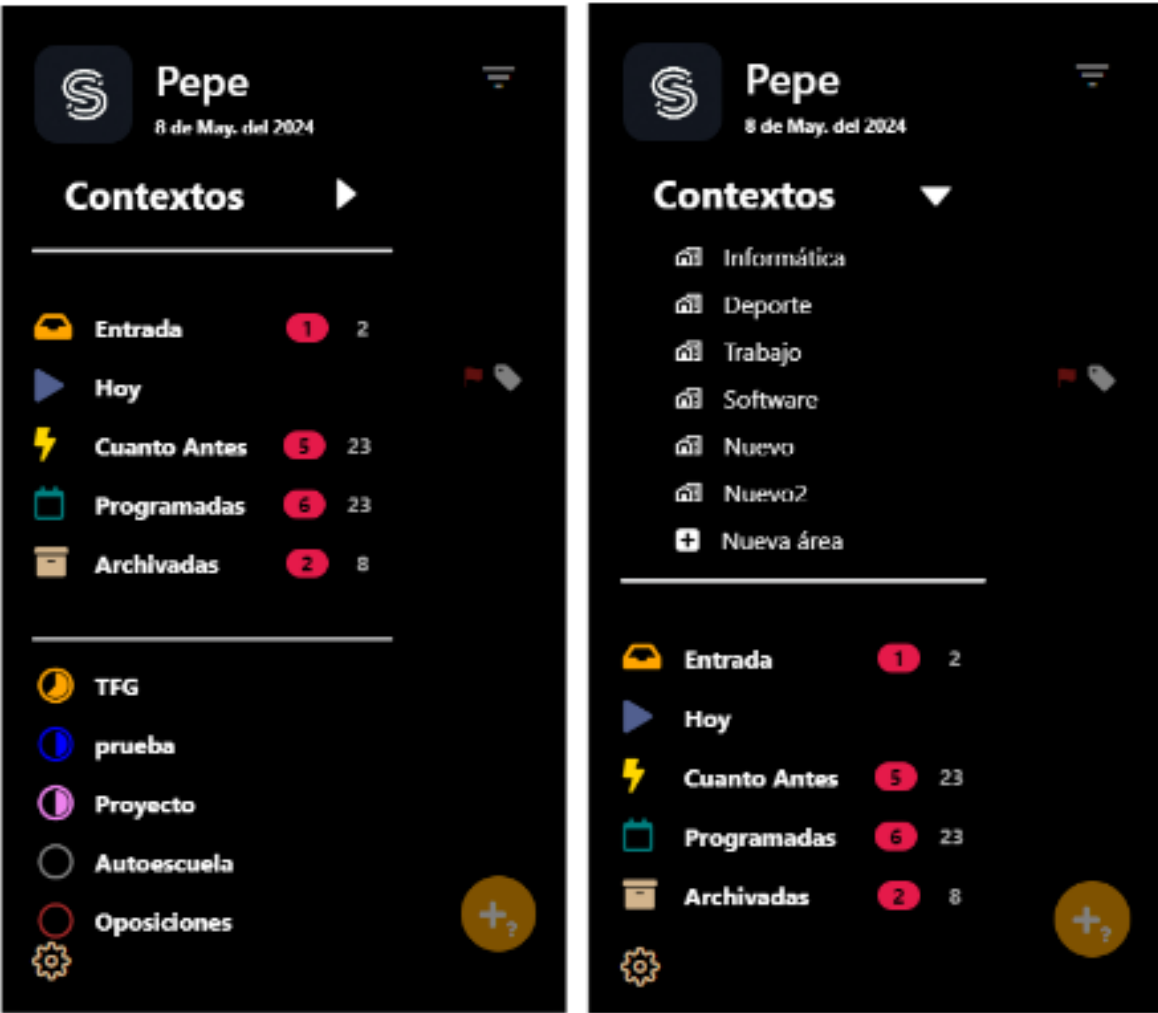 Pepe
8 de May. del 2024
Contextos
Entrada 1 2
Hoy
Cuanto Antes 5 23
Programadas 6 23
Archivadas 2 8
TFG
prueba
Proyecto
Autoescuela
Oposiciones
+?
Pepe
8 de May. del 2024
Contextos
Informática
Deporte
Trabajo
Software
Nuevo
Nuevo2
Nueva área
Entrada 1 2
Hoy
Cuanto Antes 5 23
Programadas 6 23
Archivadas 2 8
+?